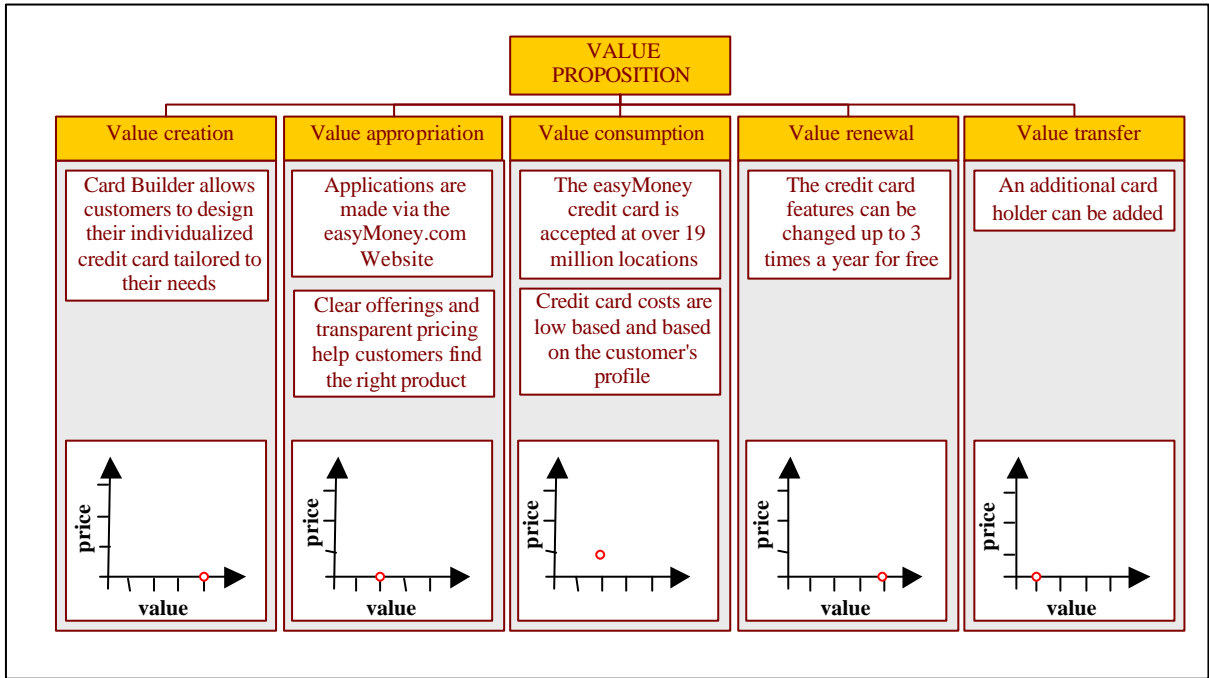 VALUE
PROPOSITION
Value creation
Value appropriation
Value consumption
Value renewal
Value transfer
Card Builder allows
customers to design
their individualized
credit card tailored to
their needs
Applications are
made via the
easyMoney.com
Website
Clear offerings and
transparent pricing
help customers find
the right product
The easyMoney
credit card is
accepted at over 19
million locations
Credit card costs are
low based and based
on the customer's
profile
The credit card
features can be
changed up to 3
times a year for free
An additional card
holder can be added
price
value
price
value
price
price
value
price